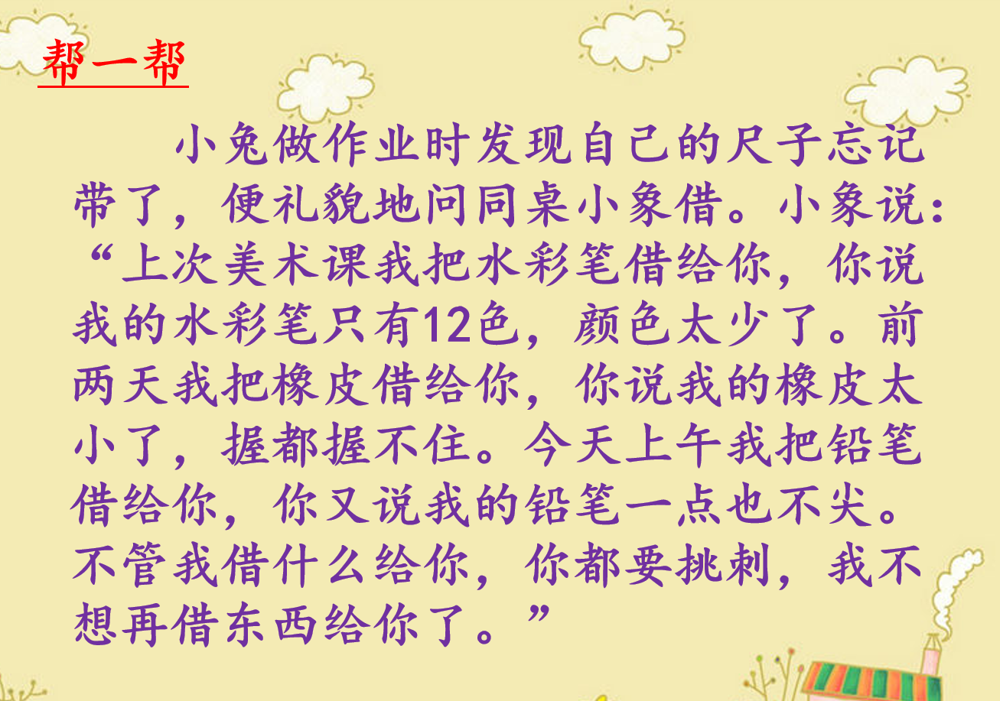 帮一帮
小兔做作业时发现自己的尺子忘记
带了，便礼貌地问同桌小象借。小象说：
“上次美术课我把水彩笔借给你，你说
我的水彩笔只有12色，颜色太少了。前
两天我把橡皮借给你，你说我的橡皮太
小了，握都握不住。今天上午我把铅笔
借给你，你又说我的铅笔一点也不尖。
不管我借什么给你，你都要挑刺，我不
想再借东西给你了。”